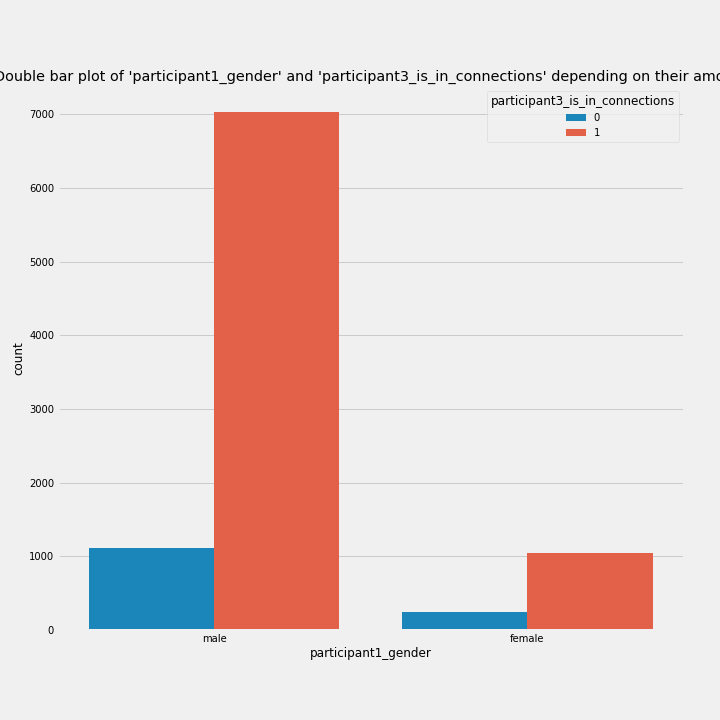 Double bar plot of 'participant1_gender' and 'participant3_is_in_connections' depending on their
participant3_is_in_connections
0
1
7000
6000
5000
4000
3000
2000
1000
0
count
male female
participant1_gender